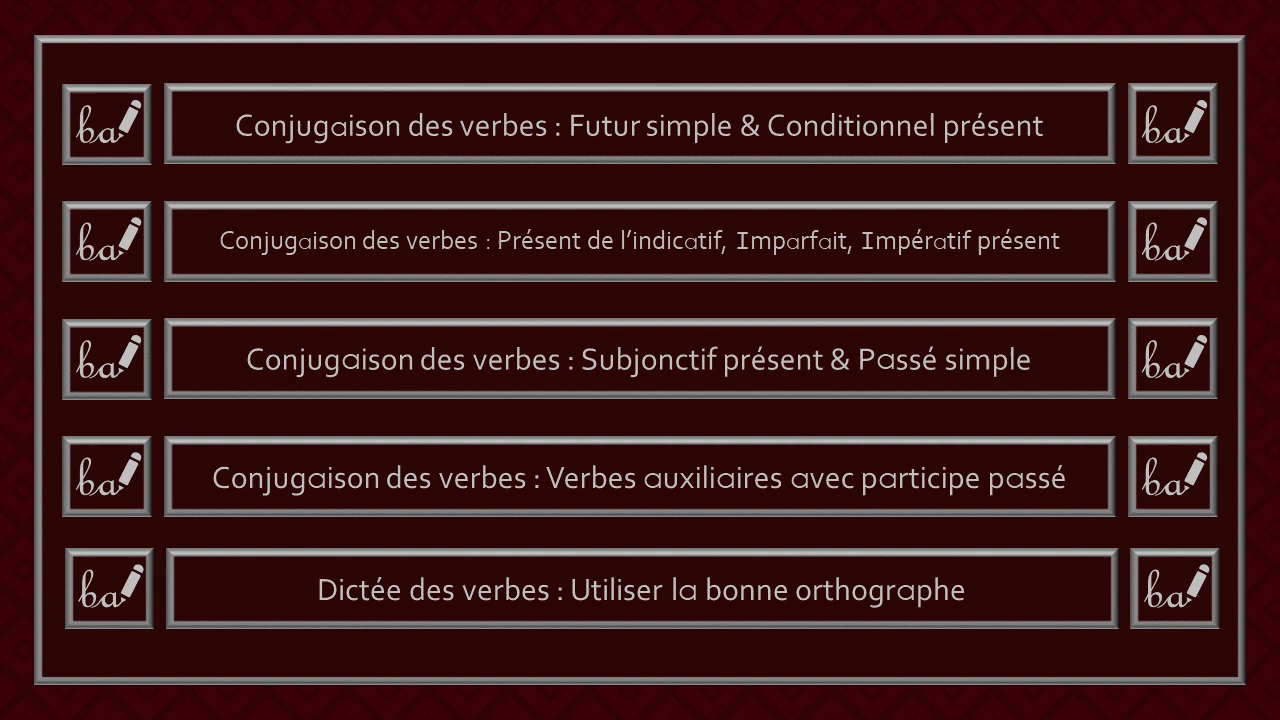 ba Conjugaison des verbes : Futur simple & Conditionnel présent ba
ba Conjugaison des verbes : Présent de l’indicatif, Imparfait, Impératif présent ba
ba Conjugaison des verbes : Subjonctif présent & Passé simple ba
ba Conjugaison des verbes : Verbes auxiliaires avec participe passé ba
ba Dictée des verbes : Utiliser la bonne orthographe ba